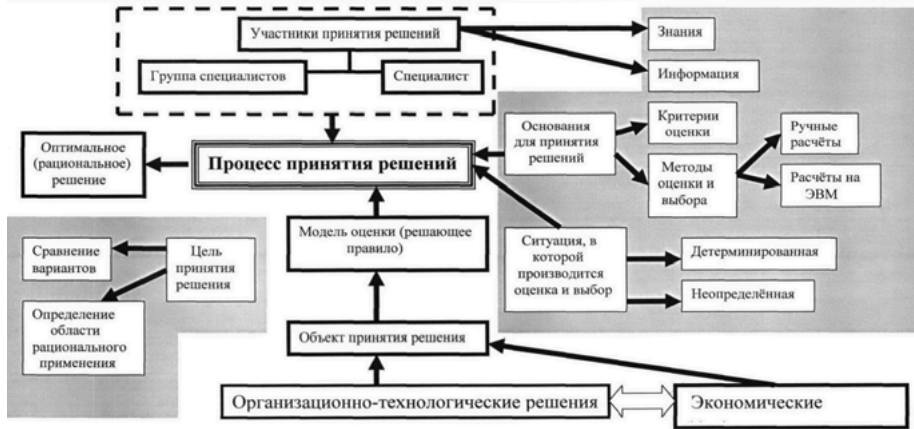 Участники принятия решений
Группа специалистов
Специалист
Знания
Информация
Оптимальное
(рациональное)
решение
Процесс принятия решений
Основания
для принятия
решений
Критерии
оценки
Методы
оценки и
выбора
Ручные
расчёты
Расчёты на
ЭВМ
Сравнение
вариантов
Цель
принятия
решения
Определение
области
рационального
применения
Модель оценки (решающее
правило)
Ситуация, в
которой
производится
оценка и выбор
Детерминированная
Неопределённая
Объект принятия решения
Организационно-технологические решения
Экономические